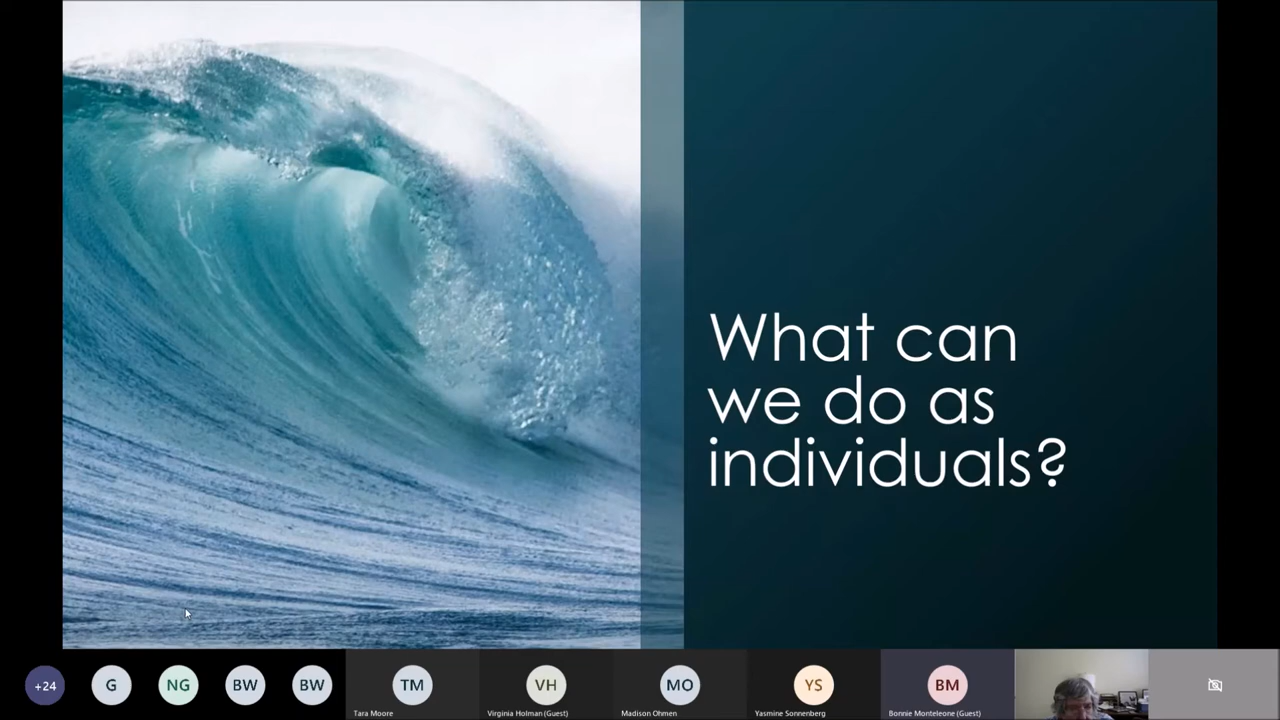 What can
we do as
individuals?
+24
G
NG
BW
BW
TM
VH
MO
YS
BM
Tara Moore
Virginia Holman (Guest)
Madison Ohmen
Yasmine Sonnenberg
Bonnie Monteleone (Guest)